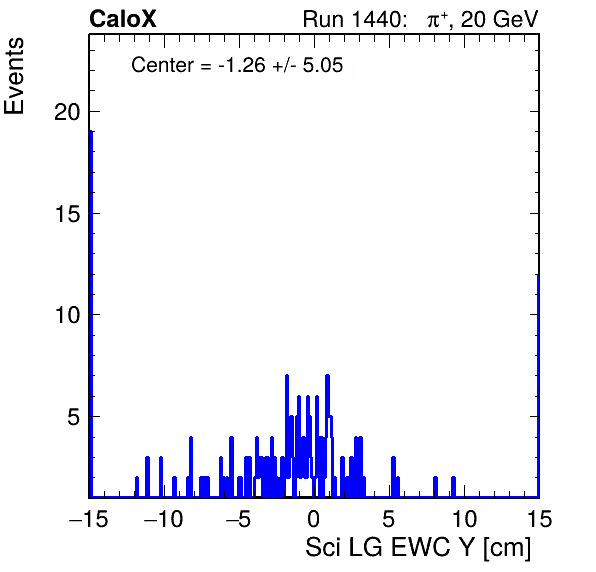 CaloX Run 1440: π⁺, 20 GeV
Center = -1.26 +/- 5.05
Events
20
15
10
5
−15 −10 −5 0 5 10 15
Sci LG EWC Y [cm]